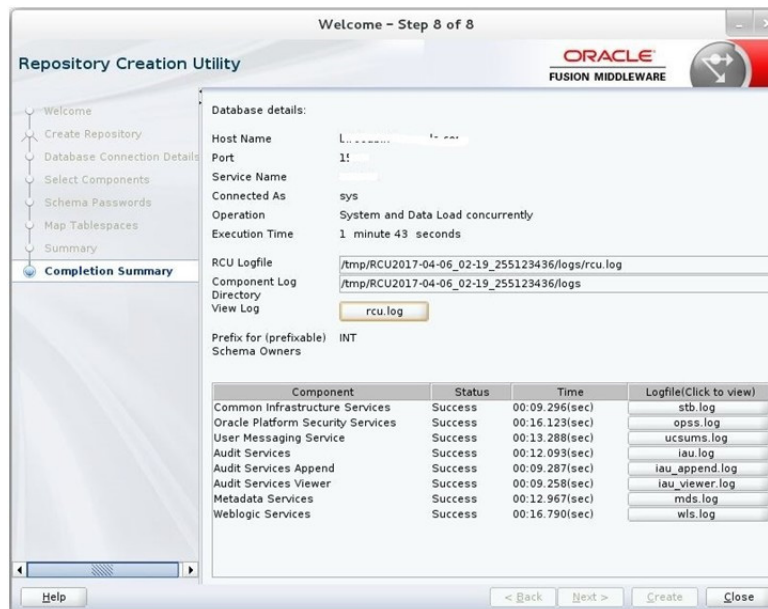 Welcome – Step 8 of 8
Repository Creation Utility
ORACLE
FUSION MIDDLEWARE
Welcome
Create Repository
Database Connection Details
Select Components
Schema Passwords
Map Tablespaces
Summary
Completion Summary
Database details:
Host Name
Port
Service Name
Connected As sys
Operation System and Data Load concurrently
Execution Time 1 minute 43 seconds
RCU Logfile /tmp/RCU2017-04-06_02-19_255123436/logs/rcu.log
Component Log /tmp/RCU2017-04-06_02-19_255123436/logs
Directory
View Log rcu.log
Prefix for (prefixable) INT
Schema Owners
Component Status Time Logfile(Click to view)
Common Infrastructure Services Success 00:09.296(sec) stb.log
Oracle Platform Security Services Success 00:16.123(sec) opss.log
User Messaging Service Success 00:13.288(sec) ucsums.log
Audit Services Success 00:12.093(sec) iau.log
Audit Services Append Success 00:09.287(sec) iau_append.log
Audit Services Viewer Success 00:09.258(sec) iau_viewer.log
Metadata Services Success 00:12.967(sec) mds.log
Weblogic Services Success 00:16.790(sec) wls.log
Help < Back Next > Create Close